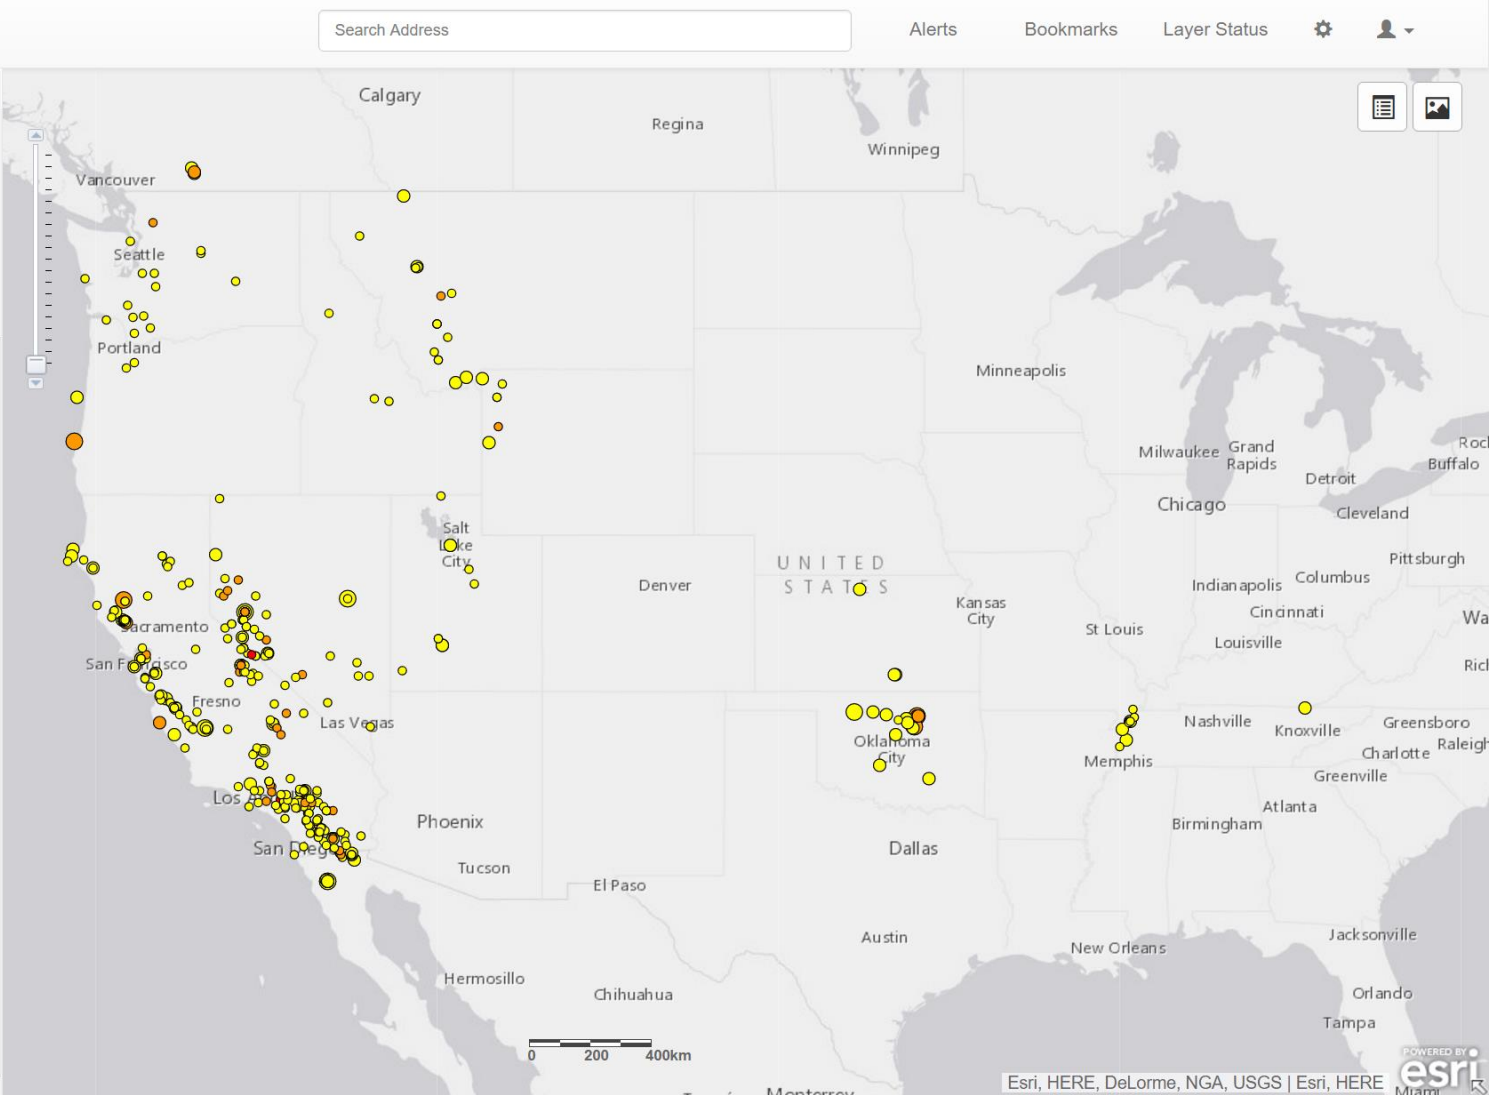 Search Address
Alerts
Bookmarks
Layer Status
Calgary
Regina
Winnipeg
Vancouver
Seattle
Portland
Minneapolis
Milwaukee
Grand
Rapids
Detroit
Buffalo
Chicago
Cleveland
Salt
Lake
City
UNITED
STATES
Denver
Kansas
City
Pittsburgh
Indianapolis
Columbus
Cincinnati
St Louis
Louisville
Sacramento
San Francisco
Fresno
Las Vegas
Oklahoma
City
Nashville
Knoxville
Greensboro
Raleigh
Charlotte
Memphis
Greenville
Los A
Atlanta
Birmingham
Phoenix
San Diego
Dallas
Tucson
El Paso
Austin
New Orleans
Jacksonville
Hermosillo
Chihuahua
Orlando
Tampa
0 200 400km
Monterrey
Miami
POWERED BY
esri
Esri, HERE, DeLorme, NGA, USGS | Esri, HERE